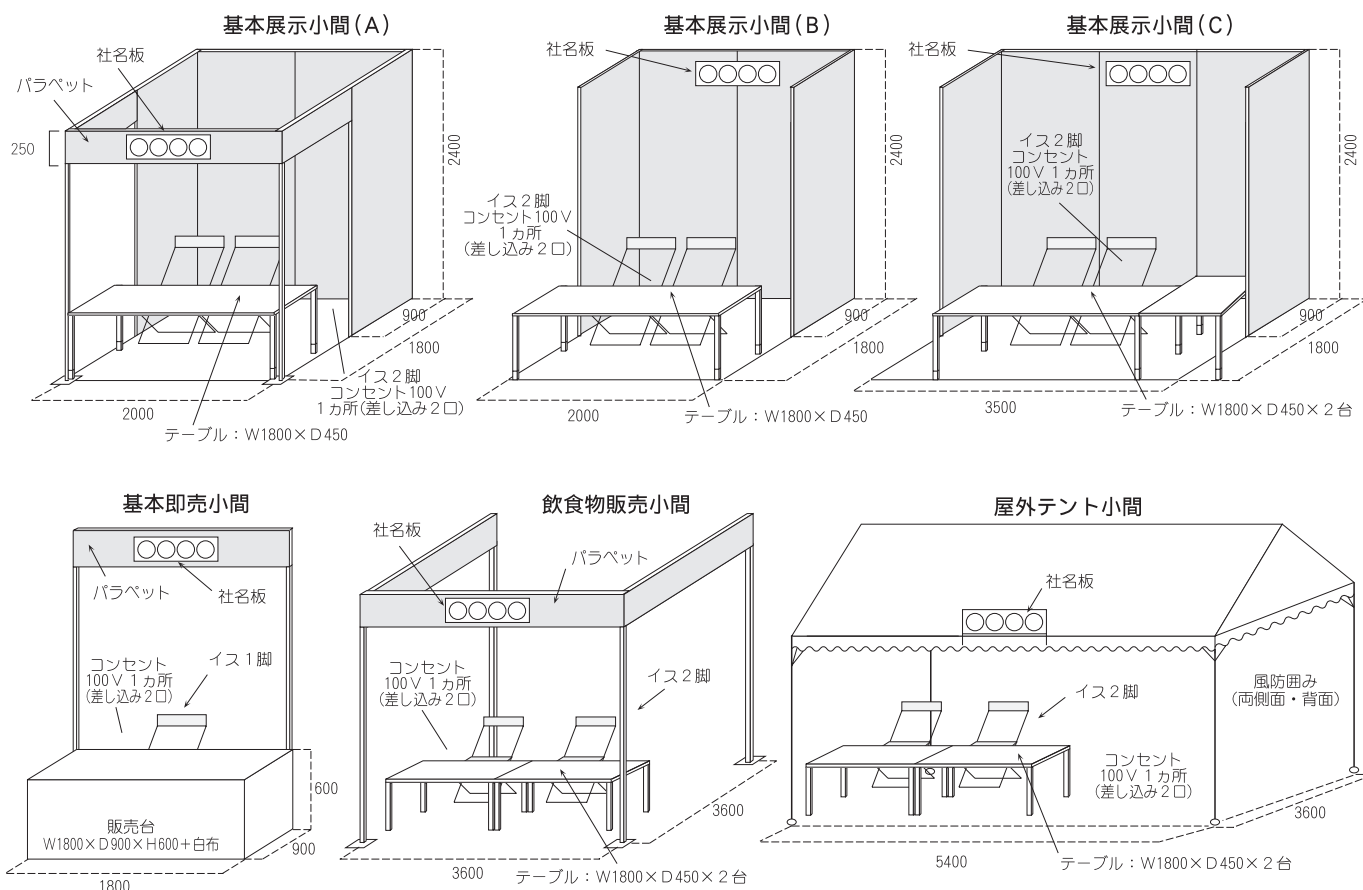 基本展示小間(A)
社名板
パラペット
250
2400
900
1800
2000
イス2脚
コンセント100V
1ヵ所(差し込み2口)
テーブル：W1800×D450
基本展示小間(B)
社名板
イス2脚
コンセント100V
1ヵ所
(差し込み2口)
2400
900
1800
2000
テーブル：W1800×D450
基本展示小間(C)
社名板
イス2脚
コンセント
100V 1ヵ所
(差し込み2口)
2400
900
1800
3500
テーブル：W1800×D450×2台
基本即売小間
パラペット
社名板
コンセント
100V 1ヵ所
(差し込み2口)
イス1脚
600
販売台
W1800×D900×H600+白布
900
1800
飲食物販売小間
社名板
パラペット
コンセント
100V 1ヵ所
(差し込み2口)
イス2脚
3600
3600
テーブル：W1800×D450×2台
屋外テント小間
社名板
イス2脚
風防囲み
(両側面・背面)
コンセント
100V 1ヵ所
(差し込み2口)
3600
5400
テーブル：W1800×D450×2台